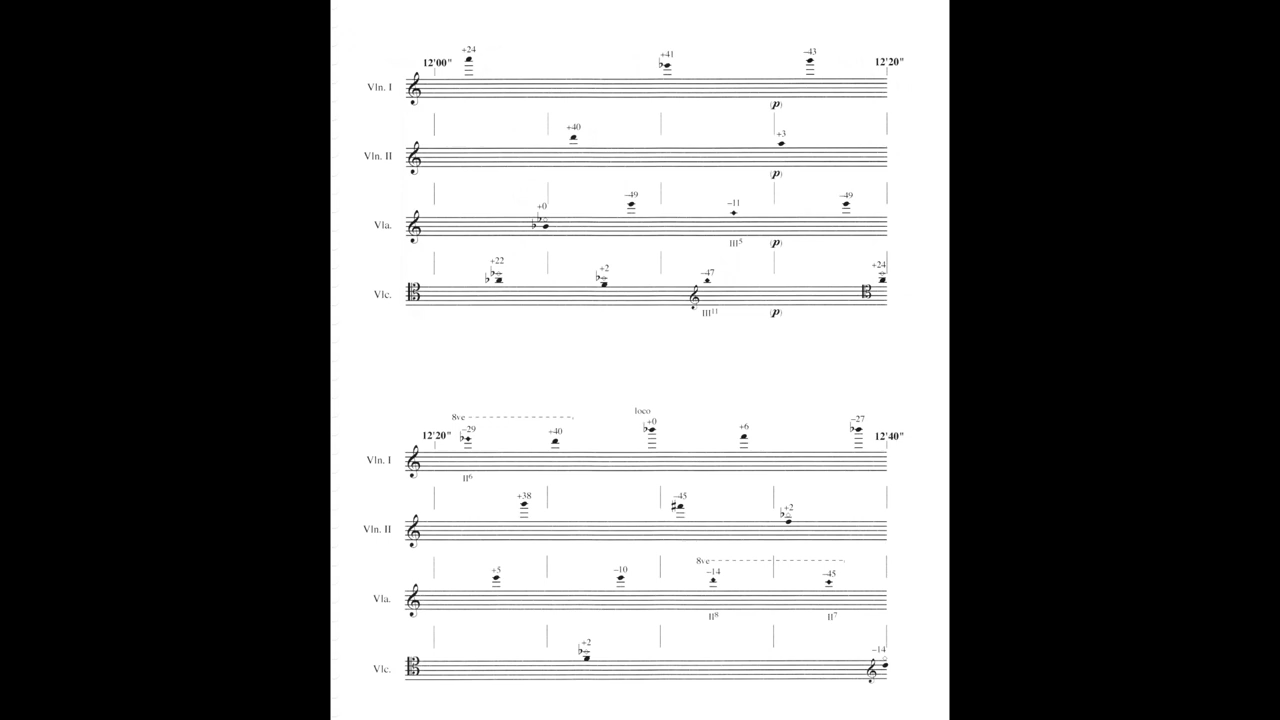 +24 +41 −43
12'00" 12'20"
Vln. I
(p)
+40 +3
Vln. II
(p)
+0 −49 −11 −49
Vla.
III⁵ (p)
+22 +2 −47 +24
Vlc.
III¹¹ (p)
loco
8ve
−29 +40 +0 +6 −27
12'20" 12'40"
Vln. I
II⁶
+38 −45 +2
Vln. II
8ve
+5 −10 −14 −45
Vla.
II⁸ II⁷
+2 −14
Vlc.